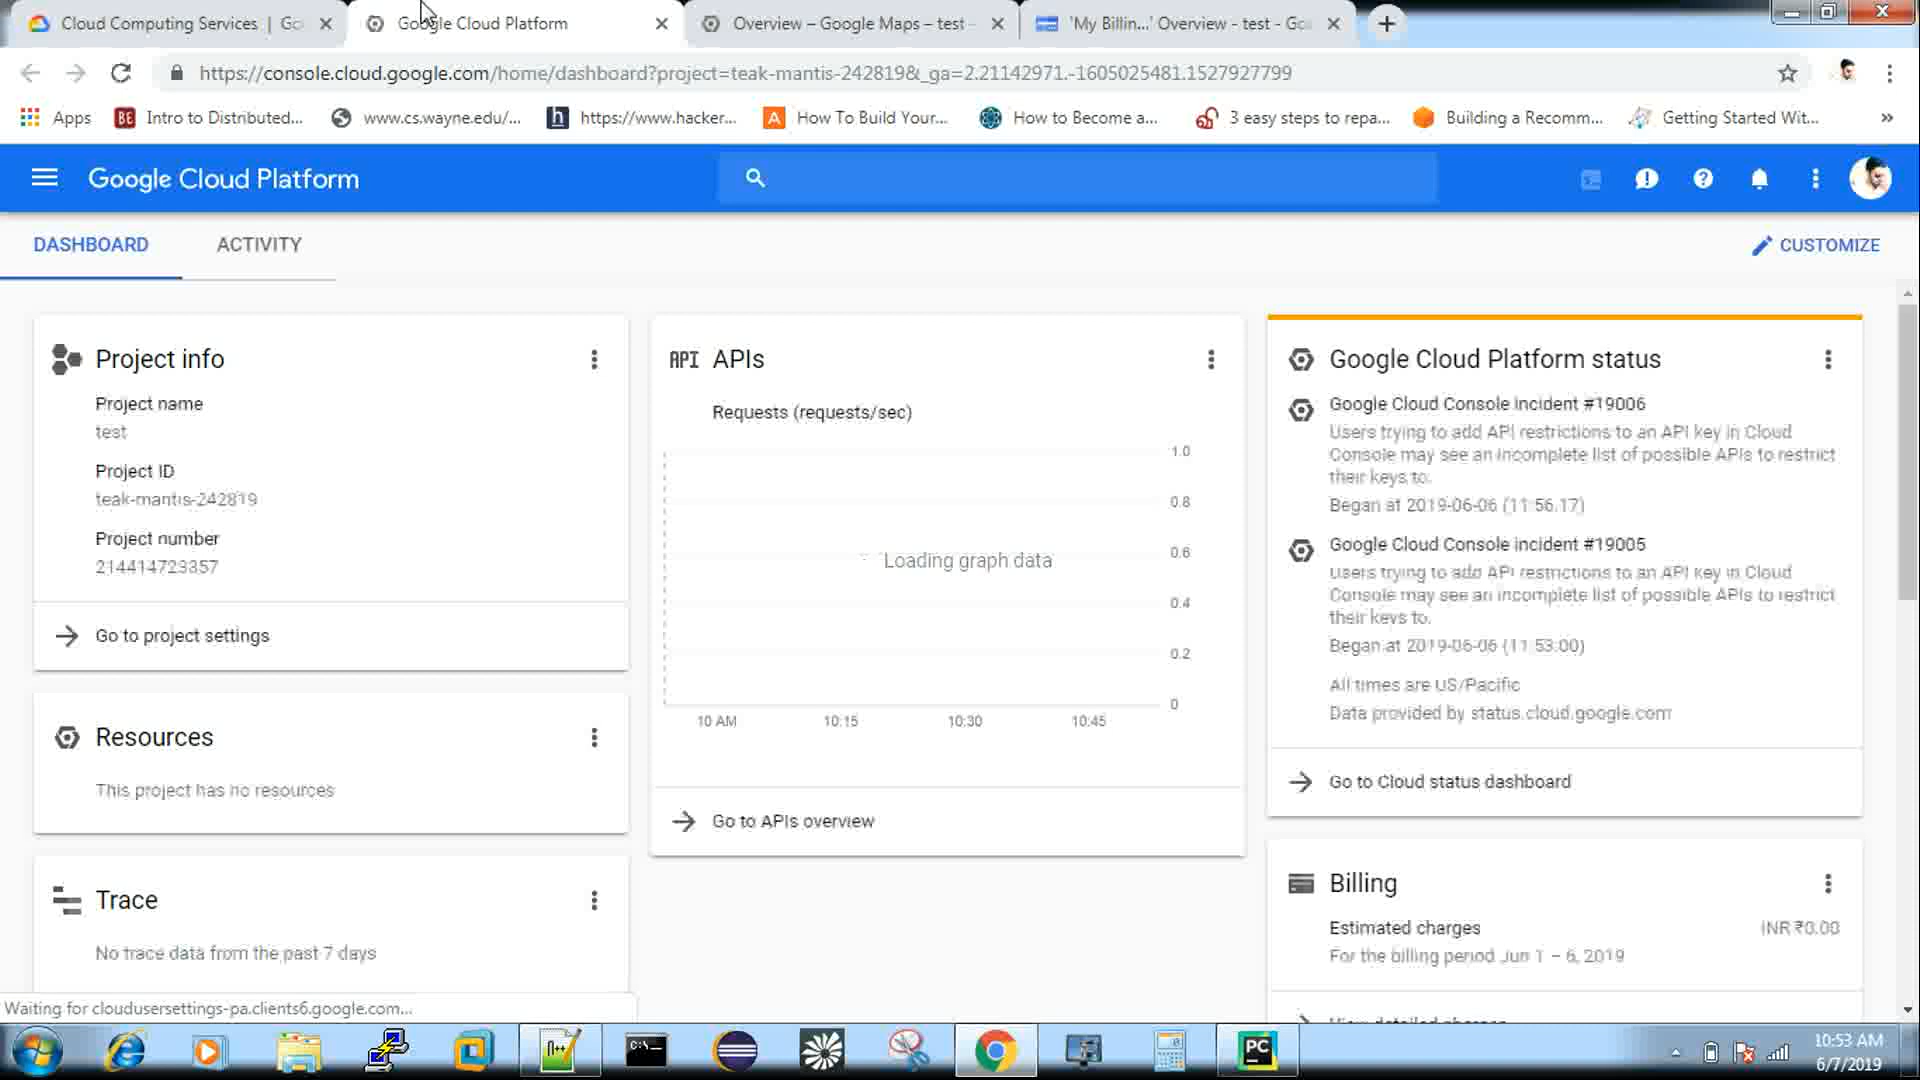 Cloud Computing Services | Go
Google Cloud Platform
Overview – Google Maps – test -
'My Billin...' Overview - test - Go
https://console.cloud.google.com/home/dashboard?project=teak-mantis-242819&_ga=2.21142971.-1605025481.1527927799
Apps
BE Intro to Distributed...
www.cs.wayne.edu/...
h https://www.hacker...
A How To Build Your...
How to Become a...
3 easy steps to repa...
Building a Recomm...
Getting Started Wit...
»
Google Cloud Platform
DASHBOARD
ACTIVITY
CUSTOMIZE
Project info
Project name
test
Project ID
teak-mantis-242819
Project number
214414723357
Go to project settings
Resources
This project has no resources
Trace
No trace data from the past 7 days
API APIs
Requests (requests/sec)
1.0
0.8
0.6
Loading graph data
0.4
0.2
0
10 AM 10:15 10:30 10:45
Go to APIs overview
Google Cloud Platform status
Google Cloud Console incident #19006
Users trying to add API restrictions to an API key in Cloud
Console may see an incomplete list of possible APIs to restrict
their keys to.
Began at 2019-06-06 (11:56:17)
Google Cloud Console incident #19005
Users trying to add API restrictions to an API key in Cloud
Console may see an incomplete list of possible APIs to restrict
their keys to.
Began at 2019-06-06 (11:53:00)
All times are US/Pacific
Data provided by status.cloud.google.com
Go to Cloud status dashboard
Billing
Estimated charges
INR ₹0.00
For the billing period Jun 1 – 6, 2019
View detailed charges
Waiting for cloudusersettings-pa.clients6.google.com...
C:\
PC
10:53 AM
6/7/2019